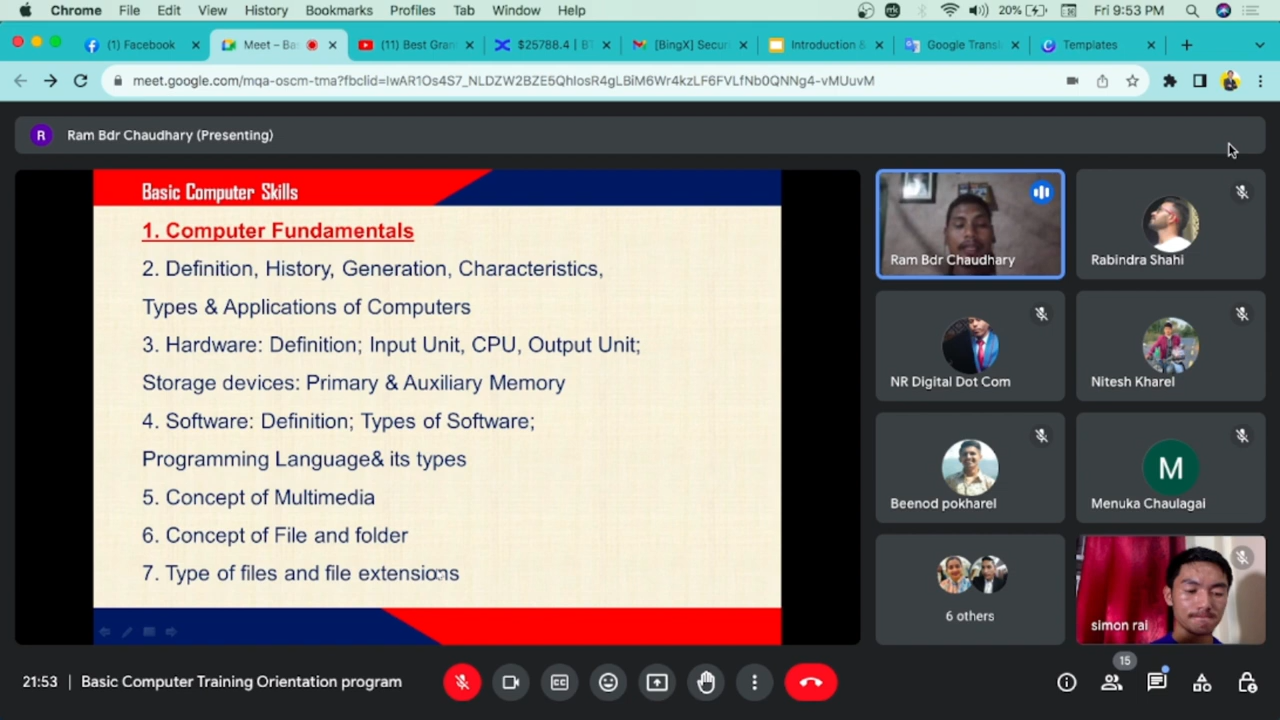 Chrome File Edit View History Bookmarks Profiles Tab Window Help 20% Fri 9:53 PM
(1) Facebook Meet – Ba (11) Best Gran $25788.4 | BT [BingX] Securi Introduction & Google Transl Templates
meet.google.com/mqa-oscm-tma?fbclid=IwAR1Os4S7_NLDZW2BZE5QhIosR4gLBiM6Wr4kzLF6FVLfNb0QNNg4-vMUuvM
R Ram Bdr Chaudhary (Presenting)
Basic Computer Skills
1. Computer Fundamentals
2. Definition, History, Generation, Characteristics,
Types & Applications of Computers
3. Hardware: Definition; Input Unit, CPU, Output Unit;
Storage devices: Primary & Auxiliary Memory
4. Software: Definition; Types of Software;
Programming Language& its types
5. Concept of Multimedia
6. Concept of File and folder
7. Type of files and file extensions
Ram Bdr Chaudhary
Rabindra Shahi
NR Digital Dot Com
Nitesh Kharel
Beenod pokharel
M
Menuka Chaulagai
6 others
simon rai
21:53 | Basic Computer Training Orientation program
15